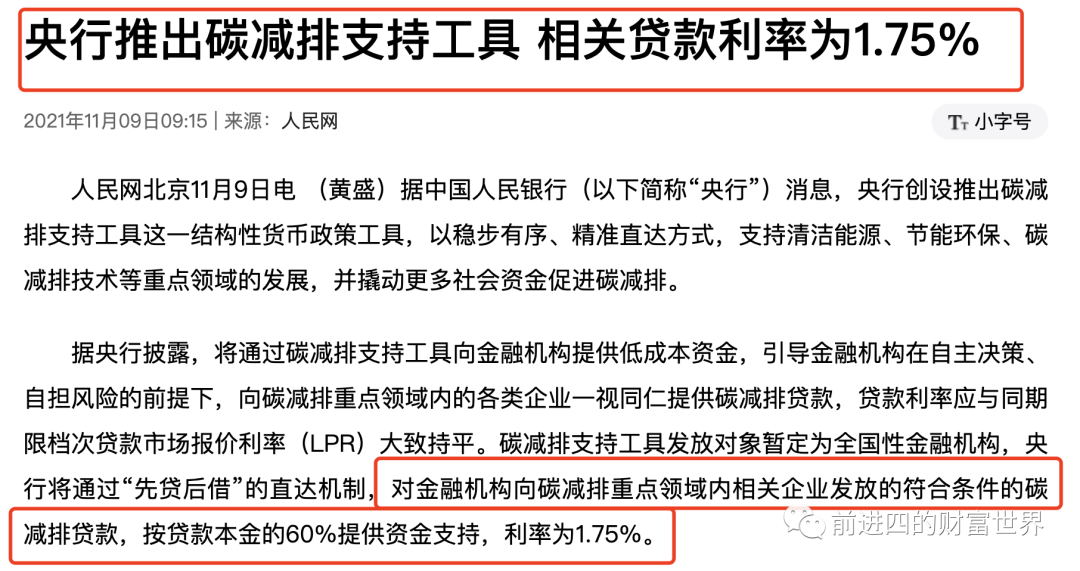 央行推出碳减排支持工具 相关贷款利率为1.75%
2021年11月09日09:15 | 来源：人民网
TT 小字号
人民网北京11月9日电 （黄盛）据中国人民银行（以下简称“央行”）消息，央行创设推出碳减
排支持工具这一结构性货币政策工具，以稳步有序、精准直达方式，支持清洁能源、节能环保、碳
减排技术等重点领域的发展，并撬动更多社会资金促进碳减排。
据央行披露，将通过碳减排支持工具向金融机构提供低成本资金，引导金融机构在自主决策、
自担风险的前提下，向碳减排重点领域内的各类企业一视同仁提供碳减排贷款，贷款利率应与同期
限档次贷款市场报价利率（LPR）大致持平。碳减排支持工具发放对象暂定为全国性金融机构，央
行将通过“先贷后借”的直达机制，对金融机构向碳减排重点领域内相关企业发放的符合条件的碳
减排贷款，按贷款本金的60%提供资金支持，利率为1.75%。
前进四的财富世界